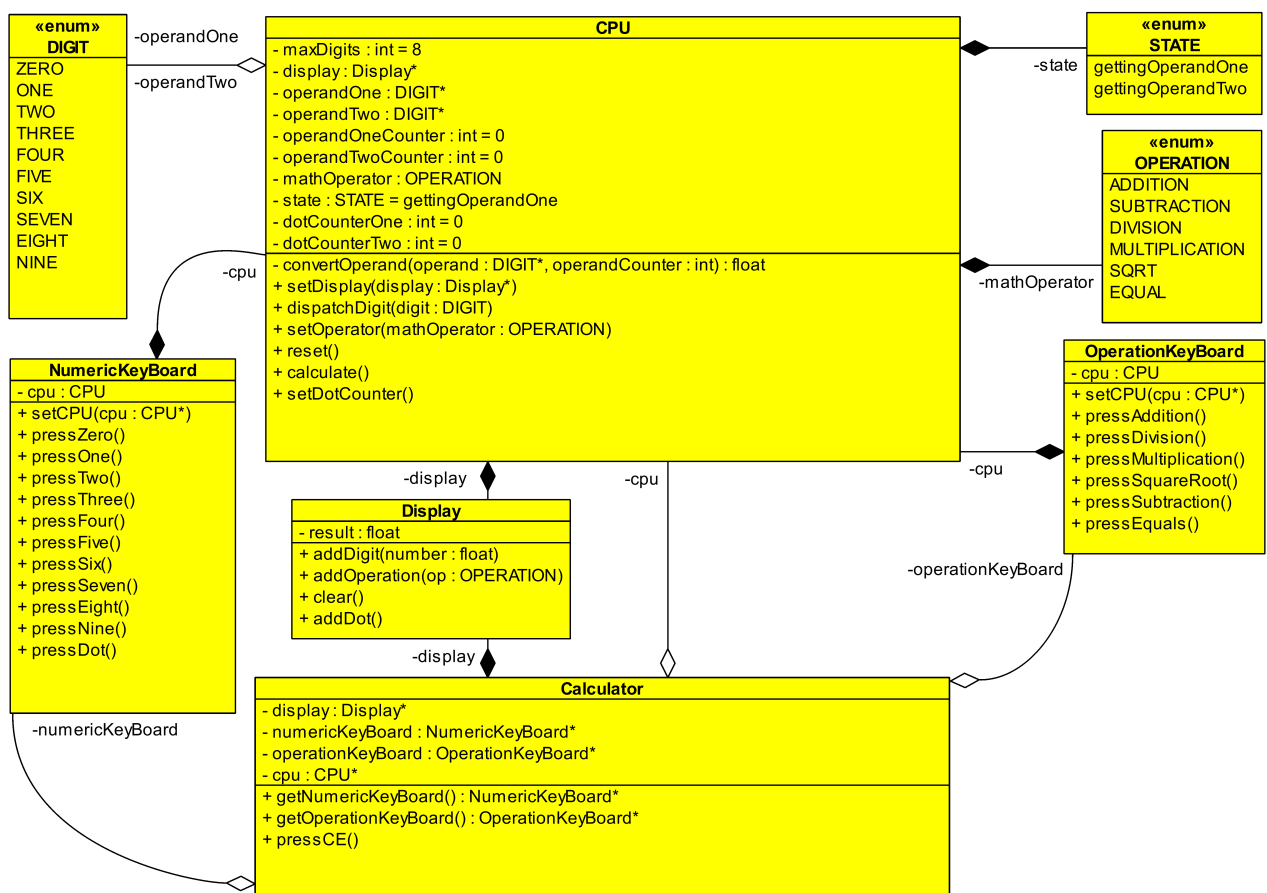 «enum»
DIGIT
ZERO
ONE
TWO
THREE
FOUR
FIVE
SIX
SEVEN
EIGHT
NINE
-operandOne
-operandTwo
CPU
- maxDigits : int = 8
- display : Display*
- operandOne : DIGIT*
- operandTwo : DIGIT*
- operandOneCounter : int = 0
- operandTwoCounter : int = 0
- mathOperator : OPERATION
- state : STATE = gettingOperandOne
- dotCounterOne : int = 0
- dotCounterTwo : int = 0
- convertOperand(operand : DIGIT*, operandCounter : int) : float
+ setDisplay(display : Display*)
+ dispatchDigit(digit : DIGIT)
+ setOperator(mathOperator : OPERATION)
+ reset()
+ calculate()
+ setDotCounter()
-state
«enum»
STATE
gettingOperandOne
gettingOperandTwo
-mathOperator
«enum»
OPERATION
ADDITION
SUBTRACTION
DIVISION
MULTIPLICATION
SQRT
EQUAL
-cpu
NumericKeyBoard
- cpu : CPU
+ setCPU(cpu : CPU*)
+ pressZero()
+ pressOne()
+ pressTwo()
+ pressThree()
+ pressFour()
+ pressFive()
+ pressSix()
+ pressSeven()
+ pressEight()
+ pressNine()
+ pressDot()
-numericKeyBoard
-display
Display
- result : float
+ addDigit(number : float)
+ addOperation(op : OPERATION)
+ clear()
+ addDot()
-display
-cpu
-cpu
OperationKeyBoard
- cpu : CPU
+ setCPU(cpu : CPU*)
+ pressAddition()
+ pressDivision()
+ pressMultiplication()
+ pressSquareRoot()
+ pressSubtraction()
+ pressEquals()
-operationKeyBoard
Calculator
- display : Display*
- numericKeyBoard : NumericKeyBoard*
- operationKeyBoard : OperationKeyBoard*
- cpu : CPU*
+ getNumericKeyBoard() : NumericKeyBoard*
+ getOperationKeyBoard() : OperationKeyBoard*
+ pressCE()